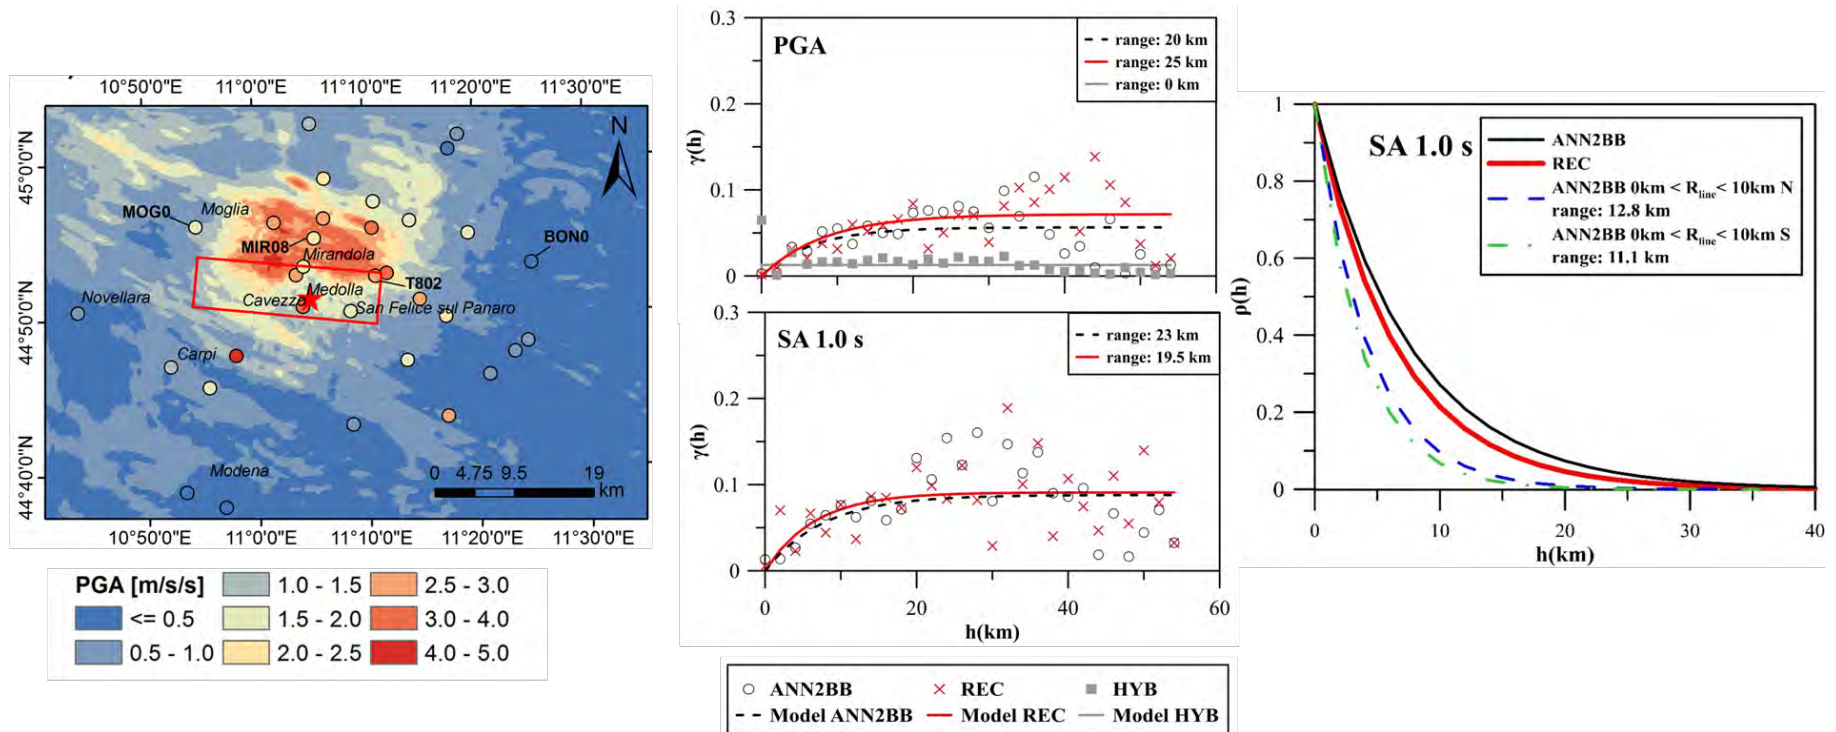 10°50'0"E 11°0'0"E 11°10'0"E 11°20'0"E 11°30'0"E
45°0'0"N
44°50'0"N
44°40'0"N
N
MOG0
Moglia
MIR08
Mirandola
BON0
T802
Medolla
Cavezzo
San Felice sul Panaro
Novellara
Carpi
Modena
0 4.75 9.5 19
km
10°50'0"E 11°0'0"E 11°10'0"E 11°20'0"E 11°30'0"E
PGA [m/s/s]
<= 0.5
0.5 - 1.0
1.0 - 1.5
1.5 - 2.0
2.0 - 2.5
2.5 - 3.0
3.0 - 4.0
4.0 - 5.0
PGA
range: 20 km
range: 25 km
range: 0 km
0.3
0.2
0.1
0
γ(h)
SA 1.0 s
range: 23 km
range: 19.5 km
0.3
0.2
0.1
0
γ(h)
0 20 40 60
h(km)
ANN2BB REC HYB
Model ANN2BB Model REC Model HYB
SA 1.0 s
ANN2BB
REC
ANN2BB 0km < Rline< 10km N
range: 12.8 km
ANN2BB 0km < Rline< 10km S
range: 11.1 km
1
0.8
0.6
0.4
0.2
0
ρ(h)
0 10 20 30 40
h(km)